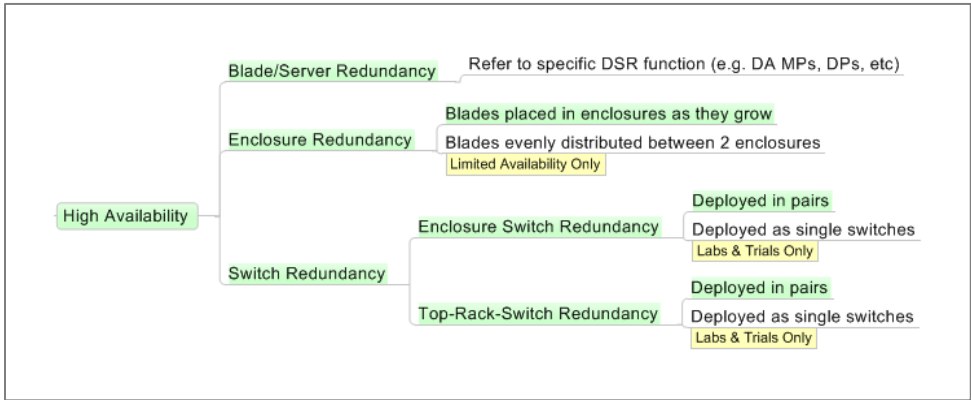 Blade/Server Redundancy
Refer to specific DSR function (e.g. DA MPs, DPs, etc)
Enclosure Redundancy
Blades placed in enclosures as they grow
Blades evenly distributed between 2 enclosures
Limited Availability Only
High Availability
Switch Redundancy
Enclosure Switch Redundancy
Deployed in pairs
Deployed as single switches
Labs & Trials Only
Top-Rack-Switch Redundancy
Deployed in pairs
Deployed as single switches
Labs & Trials Only